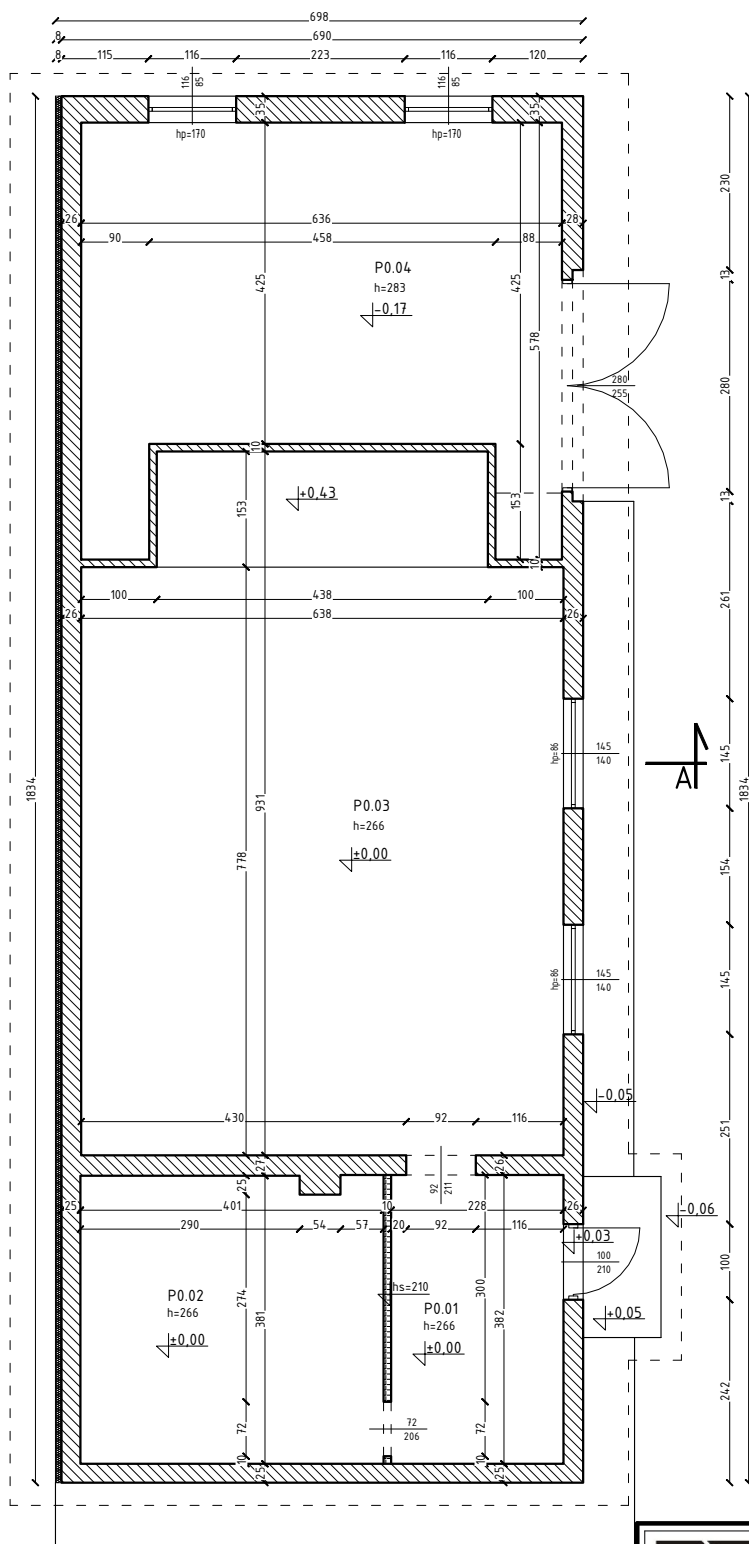 698
8 690
8 115 116 223 116 120
116 85 116 85
35 35
hp=170 hp=170
230
26 636 28
90 458 88
13
P0.04
h=283
-0,17
425 425 578
280
255
280
10
+0,43
153 153
13
10
100 438 100
26 638 26
261
hp=86 145
140
145
A
1834 1834
P0.03
h=266
±0,00
931
778
154
hp=86 145
140
145
-0,05
251
430 92 116
27 26
92 211
25
25 401 10 228 26
-0,06
290 54 57 20 92 116
+0,03
100
210
100
hs=210
274 300
P0.02
h=266
±0,00
P0.01
h=266
±0,00
381 382
+0,05
242
72
206
72 72
10 10
25 25